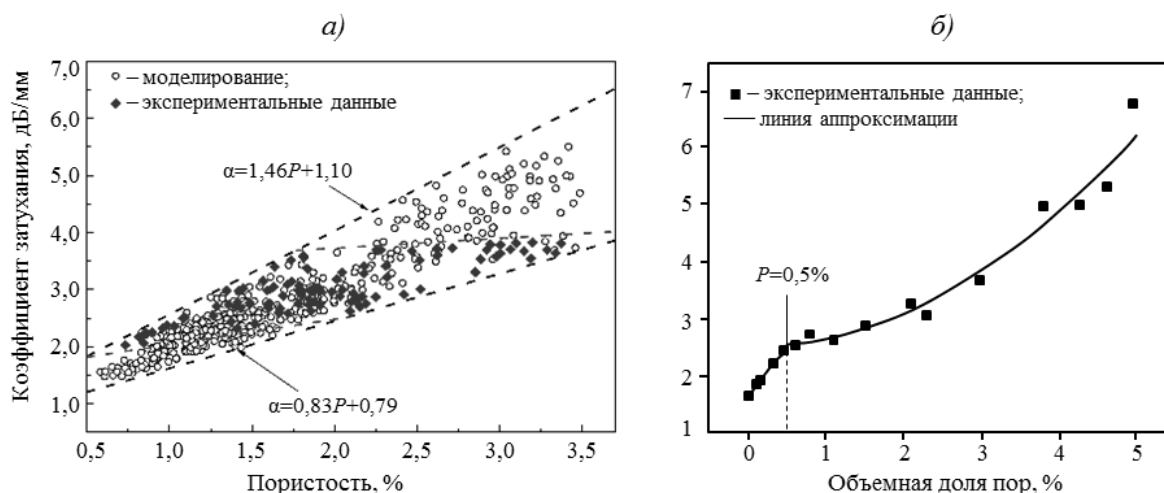 а)
Коэффициент затухания, дБ/мм
7,0
6,0
5,0
4,0
3,0
2,0
1,0
– моделирование;
– экспериментальные данные
α=1,46P+1,10
α=0,83P+0,79
0,5 1,0 1,5 2,0 2,5 3,0 3,5
Пористость, %
б)
7
6
5
4
3
2
1
– экспериментальные данные;
– линия аппроксимации
P=0,5%
0 1 2 3 4 5
Объемная доля пор, %